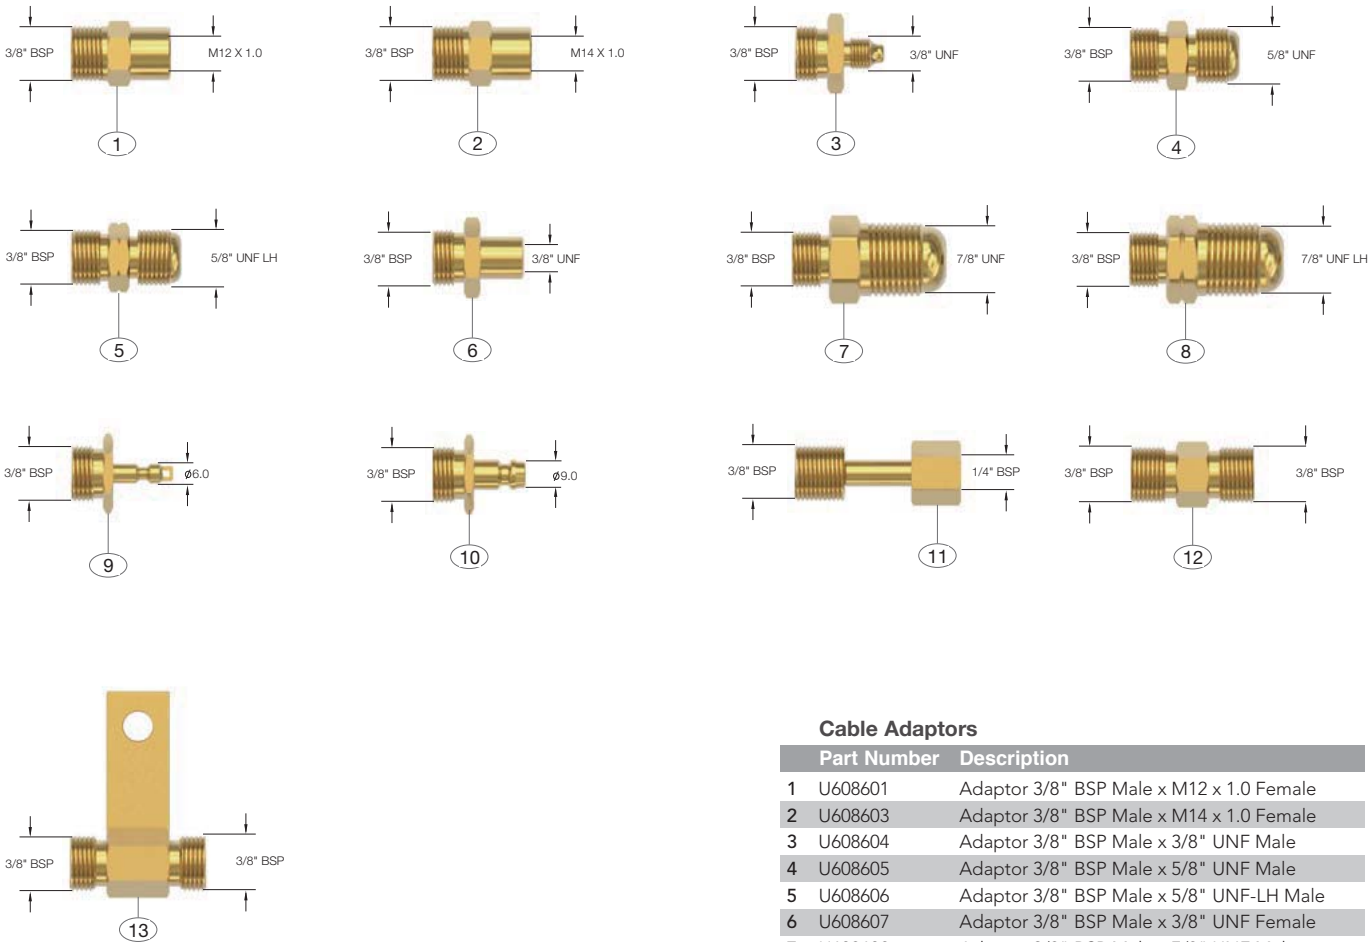 3/8" BSP
M12 X 1.0
3/8" BSP
M14 X 1.0
3/8" BSP
3/8" UNF
3/8" BSP
5/8" UNF
1
2
3
4
3/8" BSP
5/8" UNF LH
3/8" BSP
3/8" UNF
3/8" BSP
7/8" UNF
3/8" BSP
7/8" UNF LH
5
6
7
8
3/8" BSP
ø6.0
3/8" BSP
ø9.0
3/8" BSP
1/4" BSP
3/8" BSP
3/8" BSP
9
10
11
12
3/8" BSP
3/8" BSP
13
Cable Adaptors
Part Number Description
1 U608601 Adaptor 3/8" BSP Male x M12 x 1.0 Female
2 U608603 Adaptor 3/8" BSP Male x M14 x 1.0 Female
3 U608604 Adaptor 3/8" BSP Male x 3/8" UNF Male
4 U608605 Adaptor 3/8" BSP Male x 5/8" UNF Male
5 U608606 Adaptor 3/8" BSP Male x 5/8" UNF-LH Male
6 U608607 Adaptor 3/8" BSP Male x 3/8" UNF Female